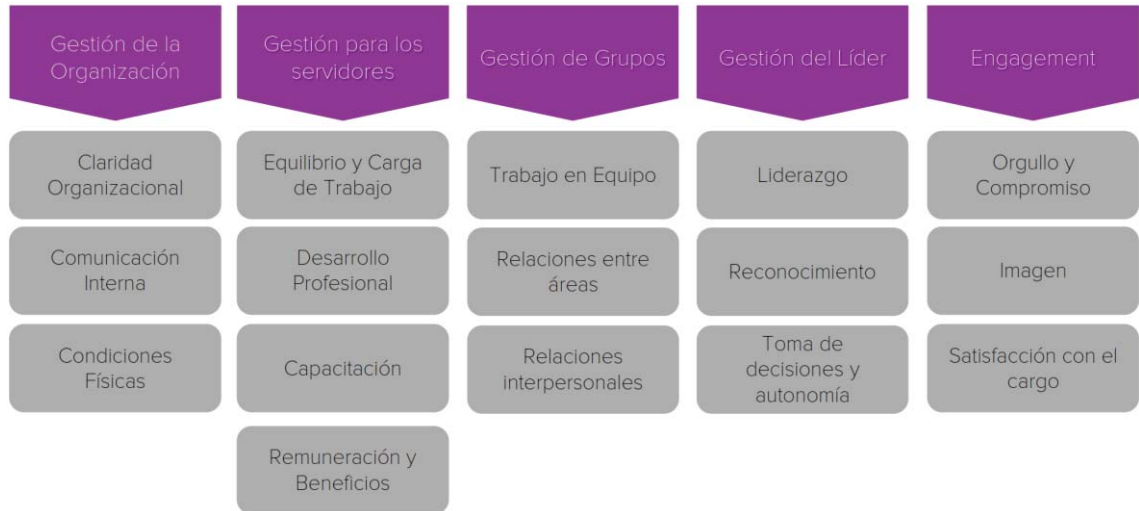 Gestión de la
Organización
Gestión para los
servidores
Gestión de Grupos
Gestión del Líder
Engagement
Claridad
Organizacional
Equilibrio y Carga
de Trabajo
Trabajo en Equipo
Liderazgo
Orgullo y
Compromiso
Comunicación
Interna
Desarrollo
Profesional
Relaciones entre
áreas
Reconocimiento
Imagen
Condiciones
Físicas
Capacitación
Relaciones
interpersonales
Toma de
decisiones y
autonomía
Satisfacción con el
cargo
Remuneración y
Beneficios